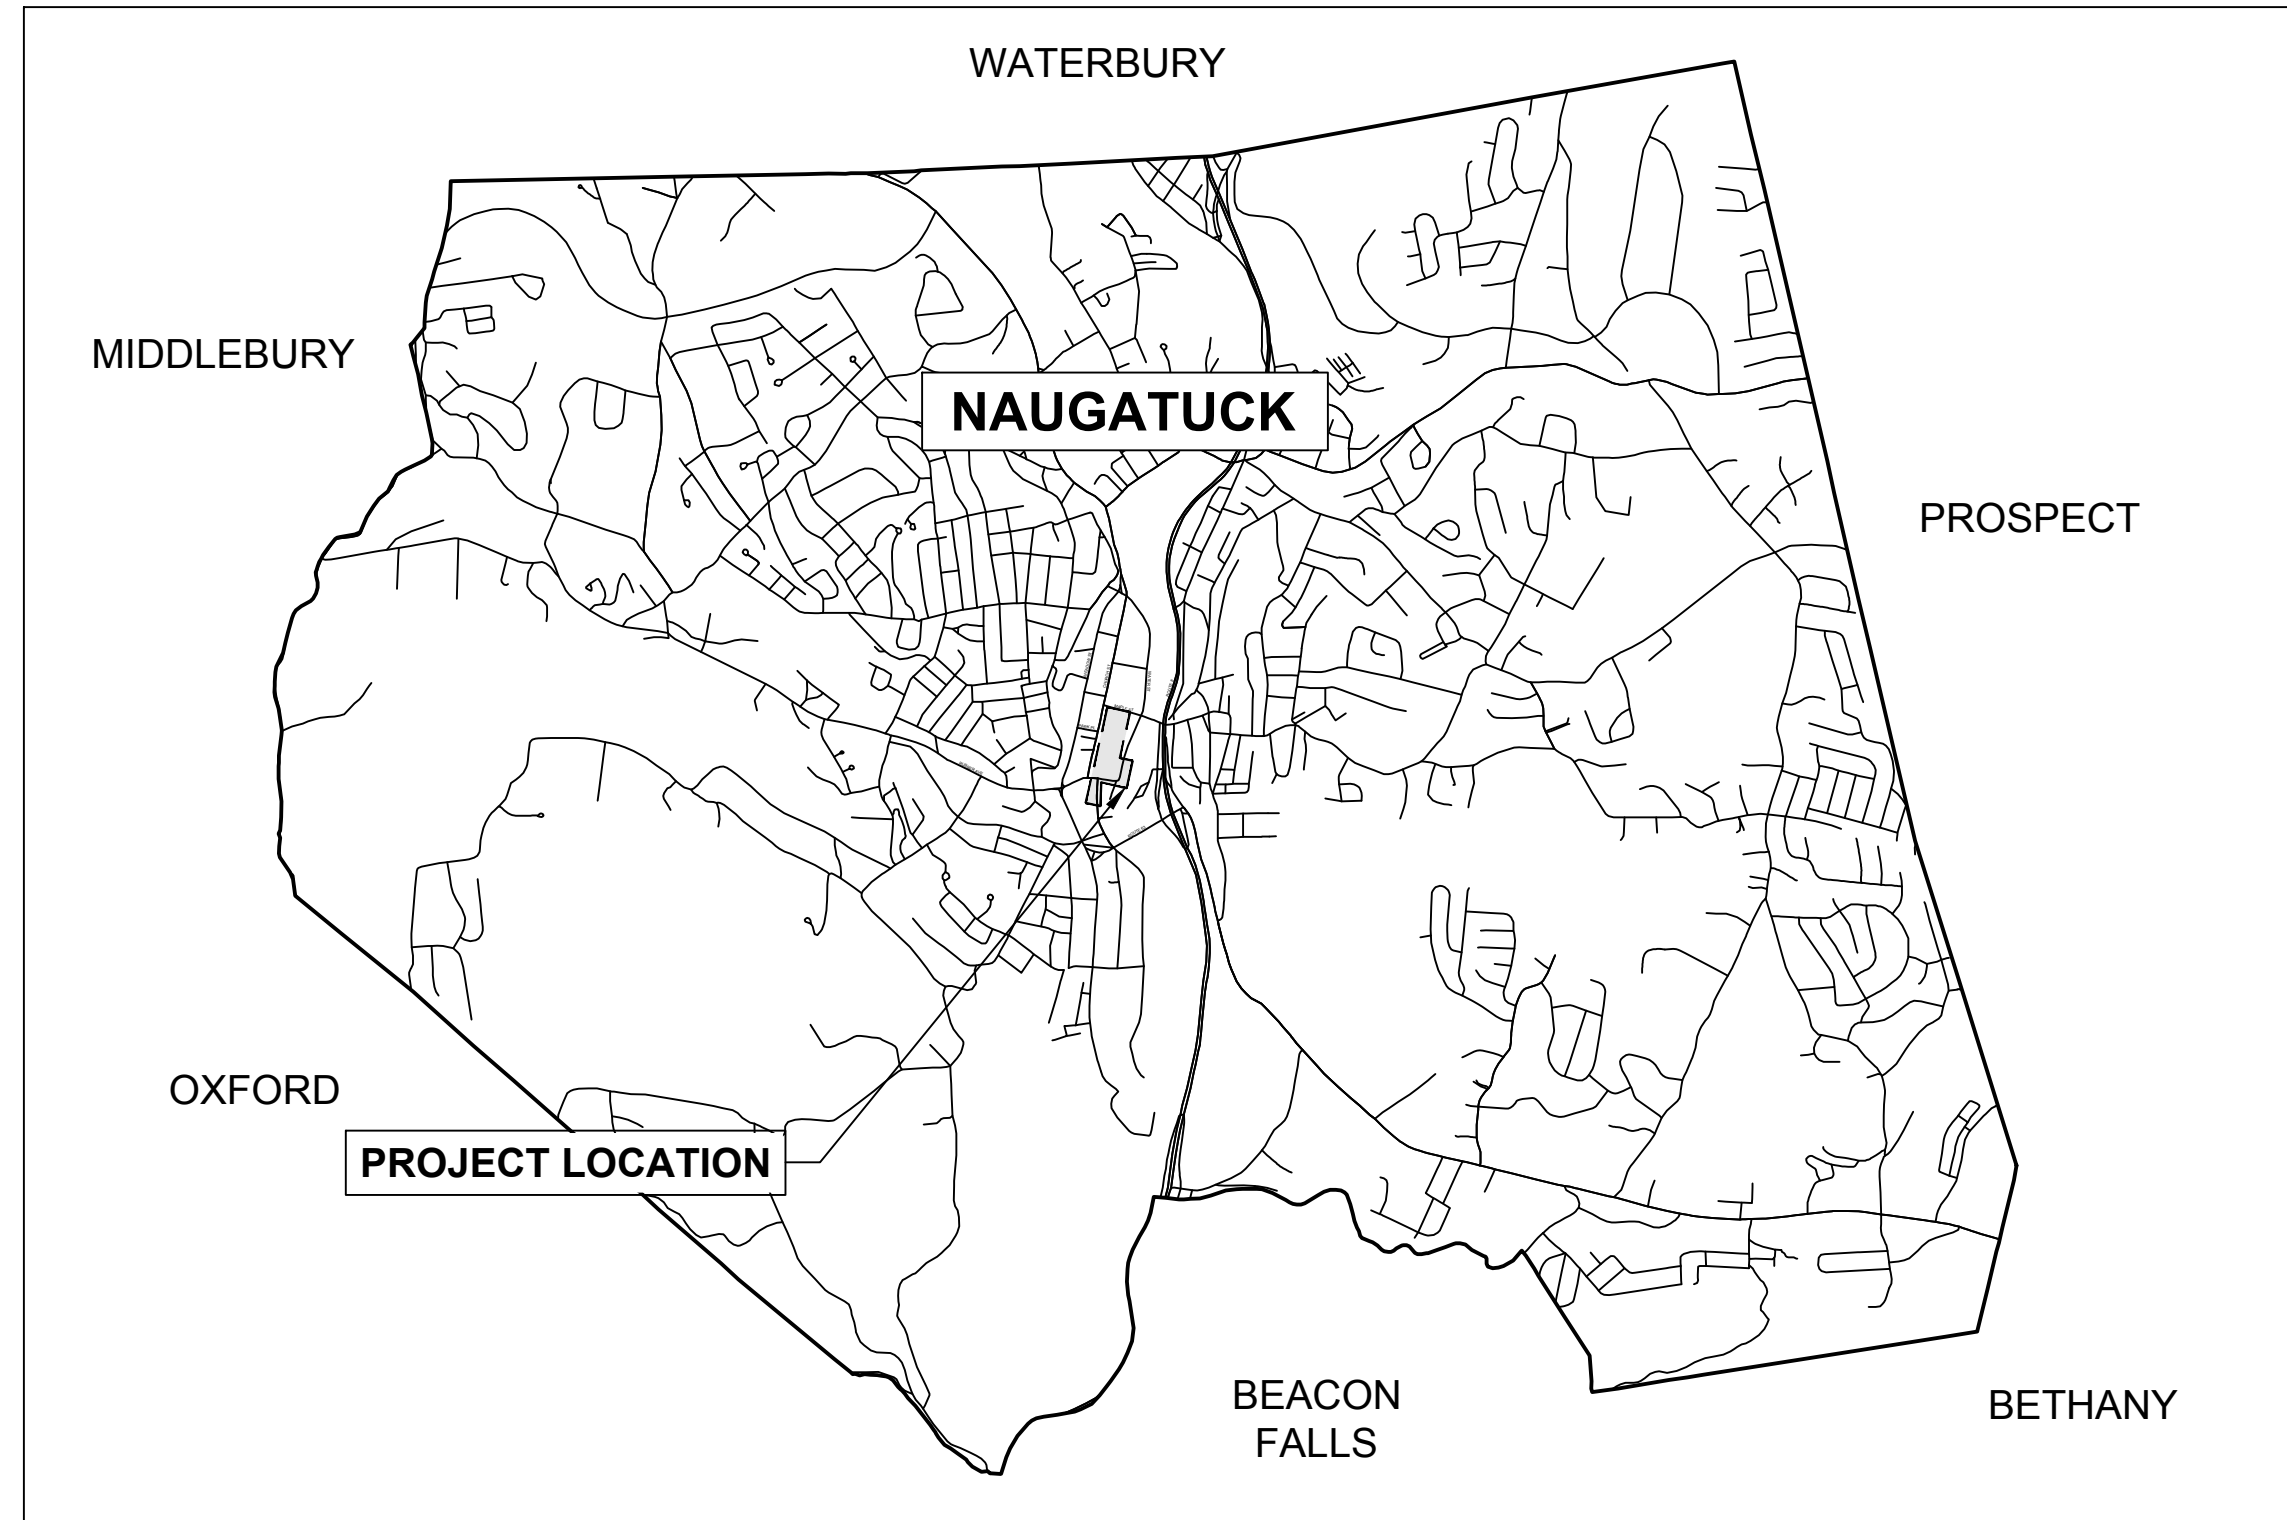 WATERBURY
MIDDLEBURY
NAUGATUCK
PROSPECT
OXFORD
PROJECT LOCATION
BEACON
FALLS
BETHANY